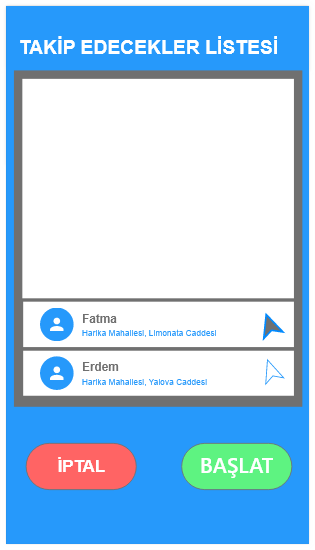 TAKİP EDECEKLER LİSTESİ
Fatma
Harika Mahallesi, Limonata Caddesi
Erdem
Harika Mahallesi, Yalova Caddesi
İPTAL
BAŞLAT